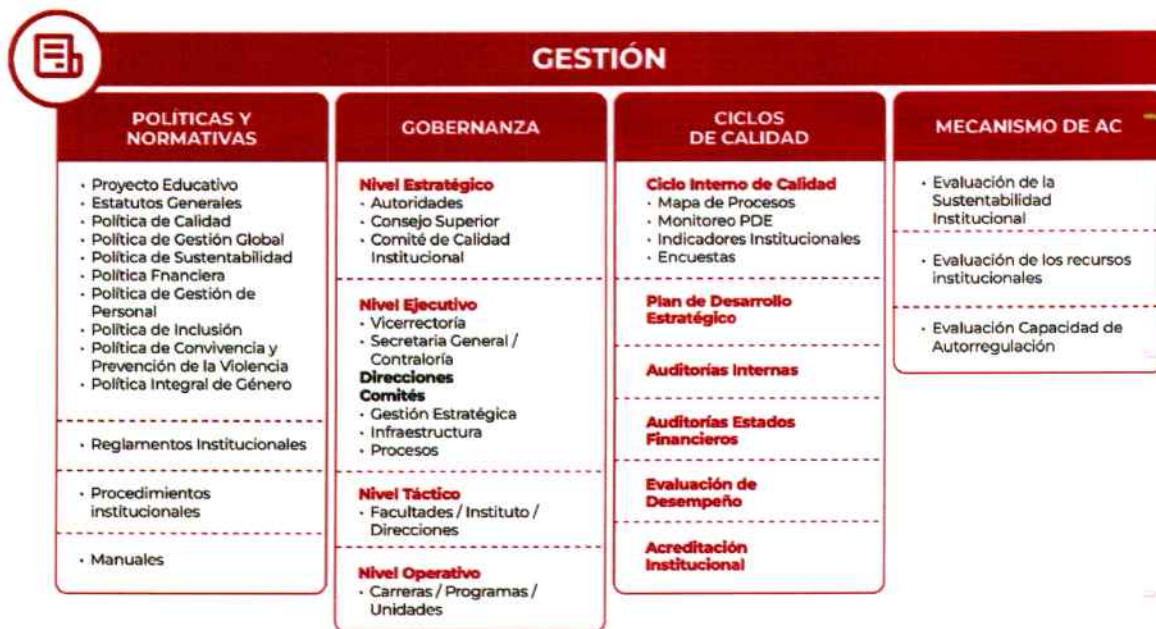 GESTIÓN
POLÍTICAS Y
NORMATIVAS
· Proyecto Educativo
· Estatutos Generales
· Política de Calidad
· Política de Gestión Global
· Política de Sustentabilidad
· Política Fnanciera
· Política de Gestión de
Personal
· Política de Inclusión
· Política de Convivencia y
Prevención de la Violencia
· Política Integral de Género
· Reglamentos Institucionales
· Procedimientos
institucionales
· Manuales
GOBERNANZA
Nivel Estratégico
· Autoridades
· Consejo Superior
· Comité de Calidad
Institucional
Nivel Ejecutivo
· Vicerrectoría
· Secretaria General /
Contraloría
Direcciones
Comités
· Gestión Estratégica
· Infraestructura
· Procesos
Nivel Táctico
· Facultades / Instituto /
Direcciones
Nivel Operativo
· Carreras / Programas /
Unidades
CICLOS
DE CALIDAD
Ciclo Interno de Calidad
· Mapa de Procesos
· Monitoreo PDE
· Indicadores Institucionales
· Encuestas
Plan de Desarrollo
Estratégico
Auditorías Internas
Auditorías Estados
Financieros
Evaluación de
Desempeño
Acreditación
Institucional
MECANISMO DE AC
· Evaluación de la
Sustentabilidad
Institucional
· Evaluación de los recursos
institucionales
· Evaluación Capacidad de
Autorregulación